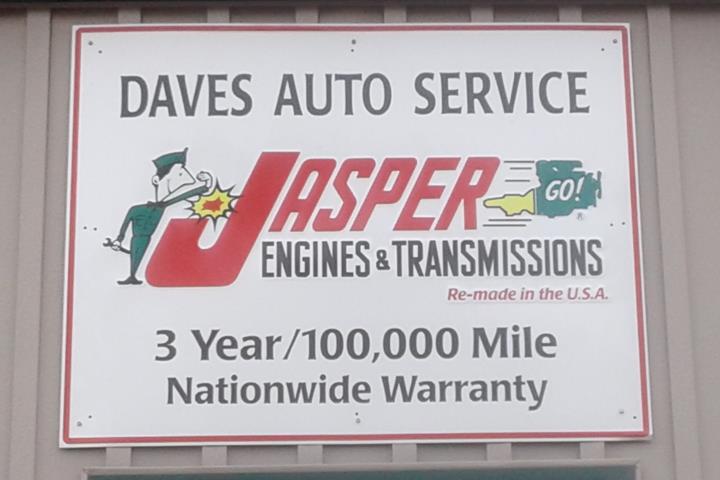 DAVES AUTO SERVICE
JASPER GO!
®
ENGINES & TRANSMISSIONS
Re-made in the U.S.A.
3 Year/100,000 Mile
Nationwide Warranty